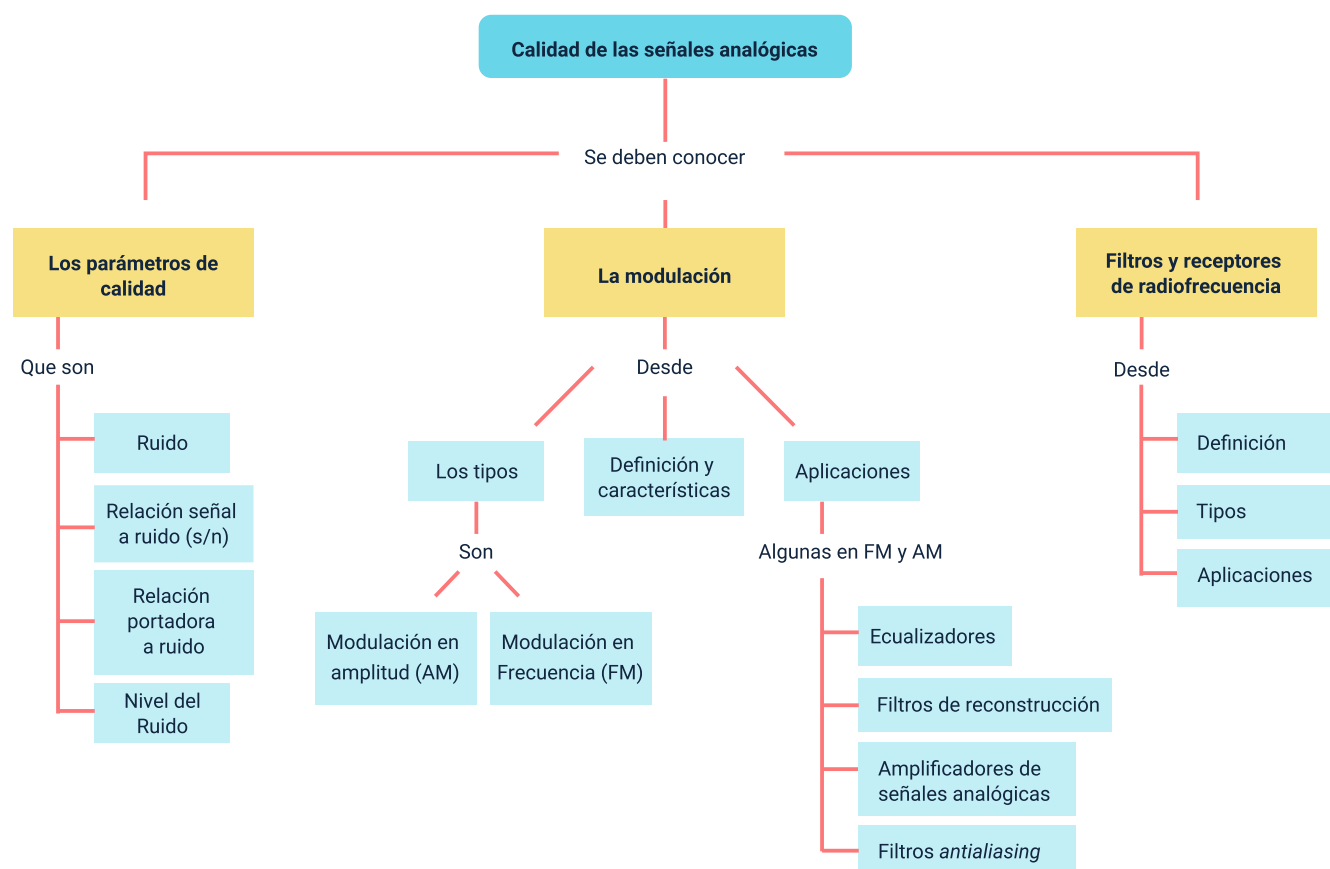 Calidad de las señales analógicas
Se deben conocer
Los parámetros de
calidad
Que son
Ruido
Relación señal
a ruido (s/n)
Relación
portadora
a ruido
Nivel del
Ruido
La modulación
Desde
Los tipos
Son
Modulación en
amplitud (AM)
Modulación en
Frecuencia (FM)
Definición y
características
Aplicaciones
Algunas en FM y AM
Ecualizadores
Filtros de reconstrucción
Amplificadores de
señales analógicas
Filtros antialiasing
Filtros y receptores
de radiofrecuencia
Desde
Definición
Tipos
Aplicaciones